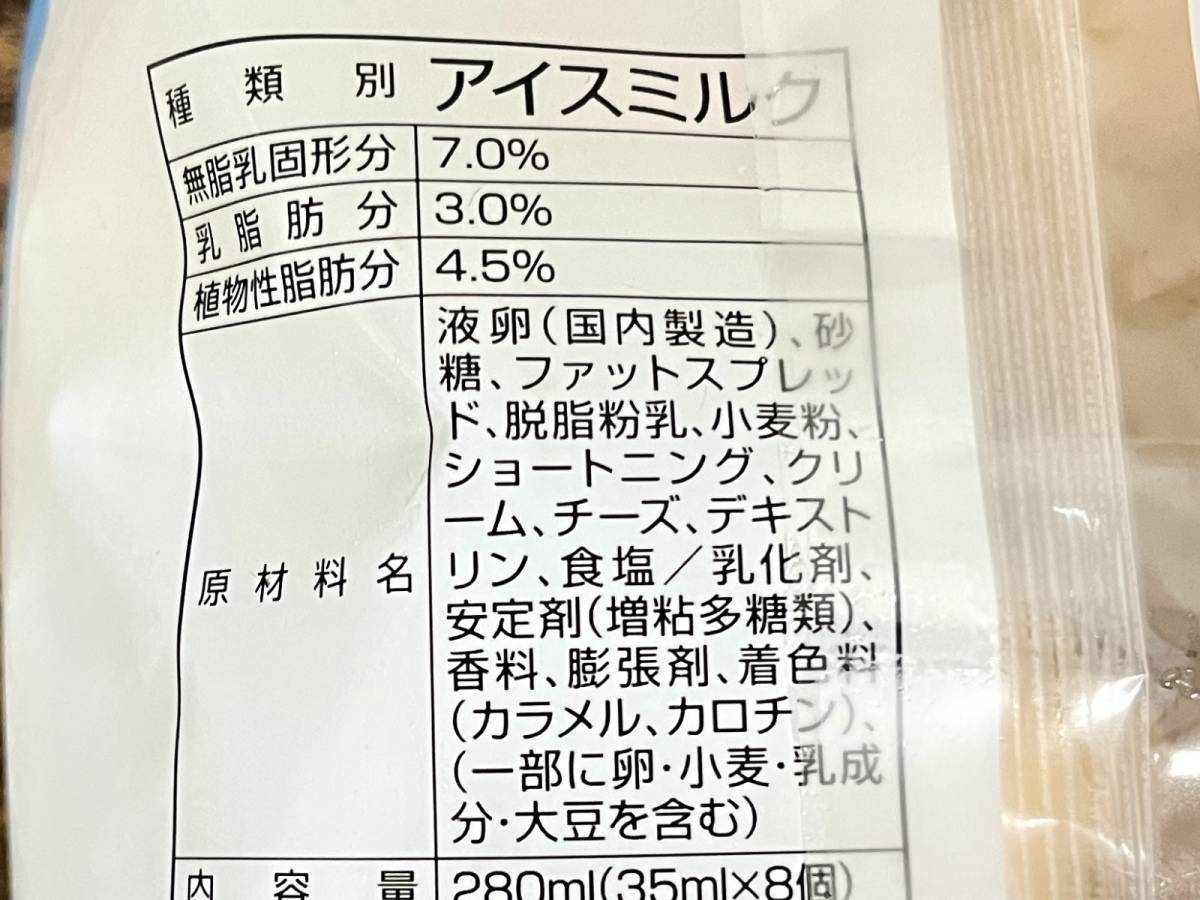 種類別 アイスミルク
無脂乳固形分 7.0%
乳脂肪分 3.0%
植物性脂肪分 4.5%
原材料名
液卵(国内製造)、砂
糖、ファットスプレッ
ド、脱脂粉乳、小麦粉、
ショートニング、クリ
ーム、チーズ、デキスト
リン、食塩／乳化剤、
安定剤(増粘多糖類)、
香料、膨張剤、着色料
(カラメル、カロチン)、
(一部に卵・小麦・乳成
分・大豆を含む)
内容量 280ml(35ml×8個)